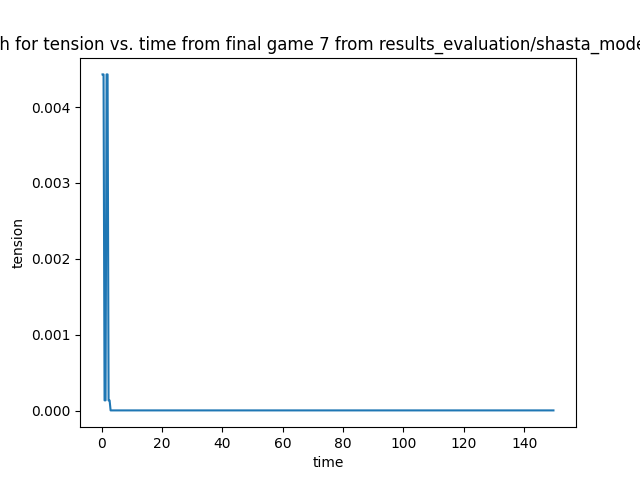 h for tension vs. time from final game 7 from results_evaluation/shasta_mode
0.004
0.003
0.002
0.001
0.000
tension
0 20 40 60 80 100 120 140
time